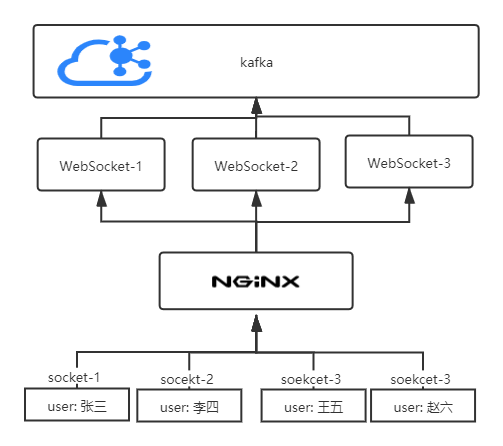 kafka
WebSocket-1
WebSocket-2
WebSocket-3
NGINX
socket-1
socekt-2
soekcet-3
soekcet-3
user: 张三
user: 李四
user: 王五
user: 赵六